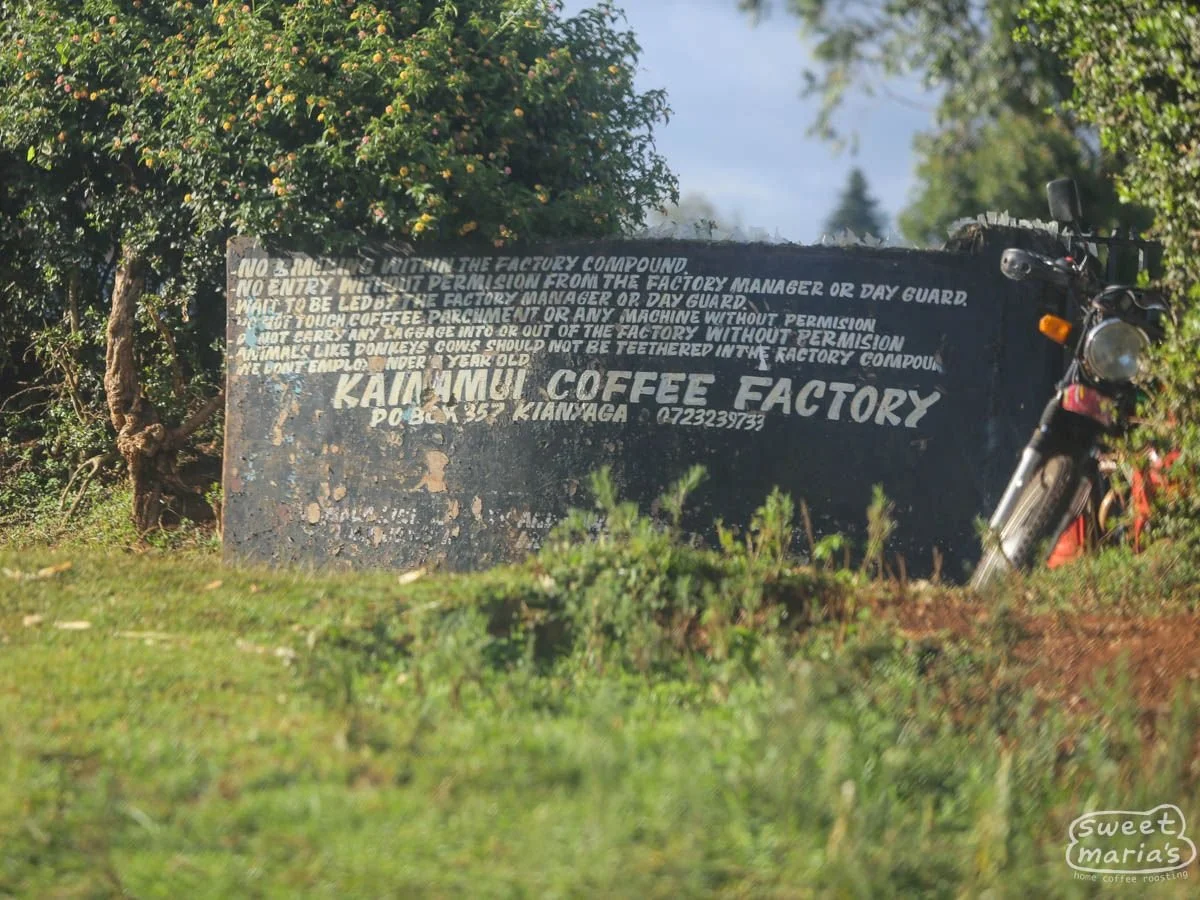 NO SMOKING WITHIN THE FACTORY COMPOUND,
NO ENTRY WITHOUT PERMISION FROM THE FACTORY MANAGER OR DAY GUARD.
WAIT TO BE LED BY THE FACTORY MANAGER OR DAY GUARD.
NOT TOUCH COFFFEE PARCHMENT OR ANY MACHINE WITHOUT PERMISION
NOT CARRY ANY LAGGAGE INTO OR OUT OF THE FACTORY WITHOUT PERMISION
ANIMALS LIKE DONKEYS COWS SHOULD NOT BE TEETHERED IN THE FACTORY COMPOUN
WE DONT EMPLOY UNDER YEAR OLD
KAINAMUI COFFEE FACTORY
PO BOX 357 KIANYAGA 0723239733
sweet
maria's
home coffee roasting